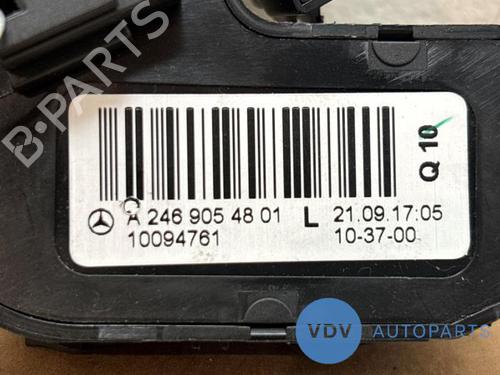 B-PARTS
Q 10
A 246 905 48 01 L 21.09.17:05
10094761 10-37-00
VDV AUTOPARTS